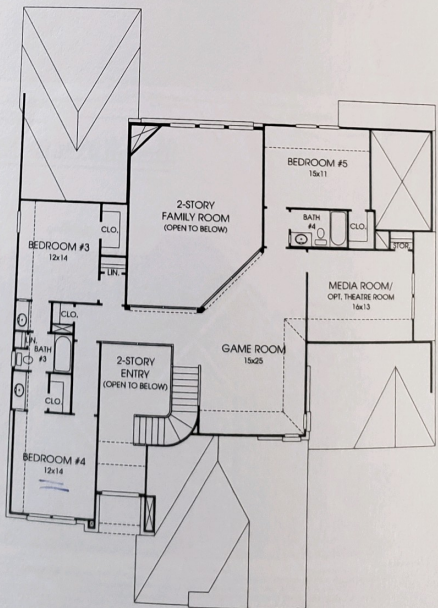 BEDROOM #5
15x11
2-STORY
FAMILY ROOM
(OPEN TO BELOW)
BATH
#4
CLO.
CLO.
BEDROOM #3
12x14
STOR.
LIN.
MEDIA ROOM/
OPT. THEATRE ROOM
16x13
CLO.
LIN.
BATH
#3
2-STORY
ENTRY
(OPEN TO BELOW)
GAME ROOM
15x25
CLO.
BEDROOM #4
12x14